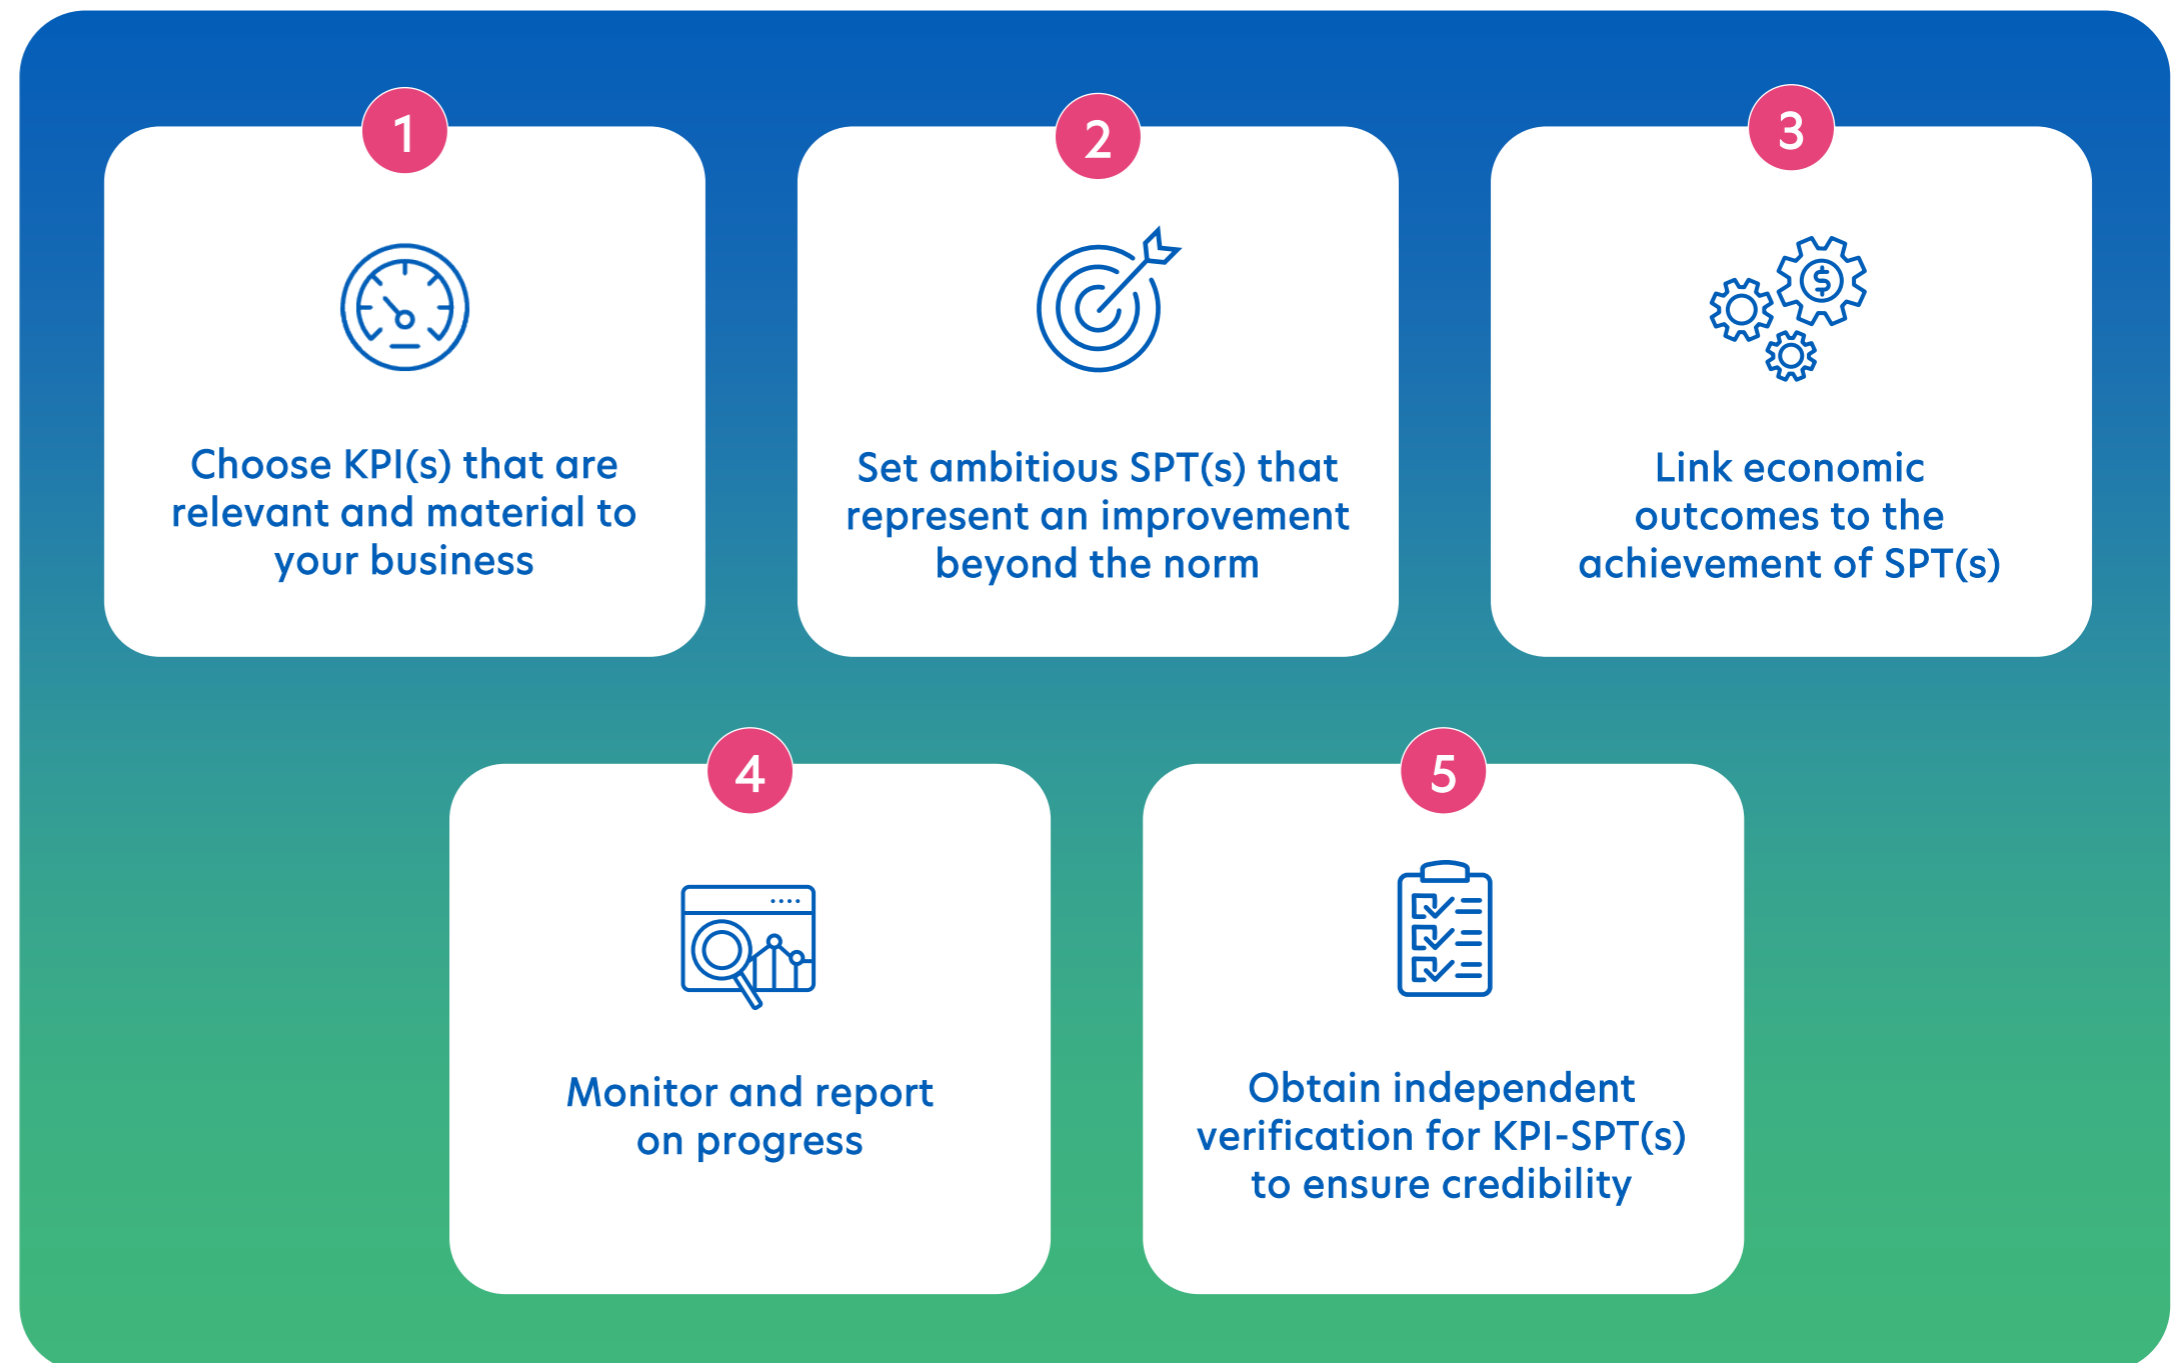 1
Choose KPI(s) that are
relevant and material to
your business
2
Set ambitious SPT(s) that
represent an improvement
beyond the norm
3
$
Link economic
outcomes to the
achievement of SPT(s)
4
Monitor and report
on progress
5
Obtain independent
verification for KPI-SPT(s)
to ensure credibility